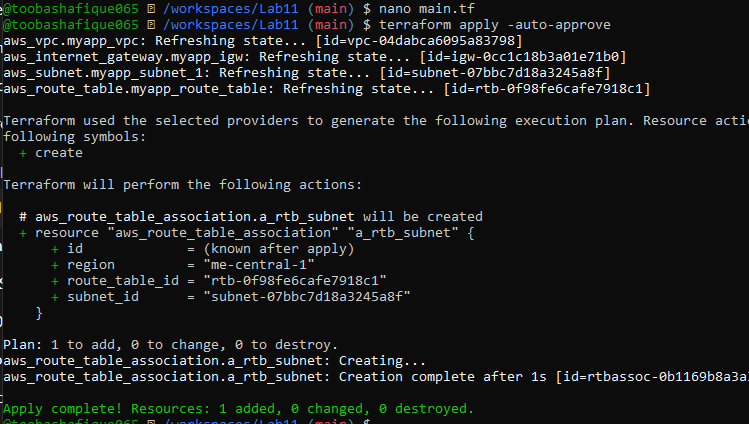 @toobashafique065 /workspaces/Lab11 (main) $ nano main.tf
@toobashafique065 /workspaces/Lab11 (main) $ terraform apply -auto-approve
aws_vpc.myapp_vpc: Refreshing state... [id=vpc-04dabca6095a83798]
aws_internet_gateway.myapp_igw: Refreshing state... [id=igw-0cc1c18b3a01e71b0]
aws_subnet.myapp_subnet_1: Refreshing state... [id=subnet-07bbc7d18a3245a8f]
aws_route_table.myapp_route_table: Refreshing state... [id=rtb-0f98fe6cafe7918c1]
Terraform used the selected providers to generate the following execution plan. Resource actio
following symbols:
+ create
Terraform will perform the following actions:
# aws_route_table_association.a_rtb_subnet will be created
+ resource "aws_route_table_association" "a_rtb_subnet" {
+ id = (known after apply)
+ region = "me-central-1"
+ route_table_id = "rtb-0f98fe6cafe7918c1"
+ subnet_id = "subnet-07bbc7d18a3245a8f"
}
Plan: 1 to add, 0 to change, 0 to destroy.
aws_route_table_association.a_rtb_subnet: Creating...
aws_route_table_association.a_rtb_subnet: Creation complete after 1s [id=rtbassoc-0b1169b8a3a
Apply complete! Resources: 1 added, 0 changed, 0 destroyed.
@toobashafique065 /workspaces/Lab11 (main) $